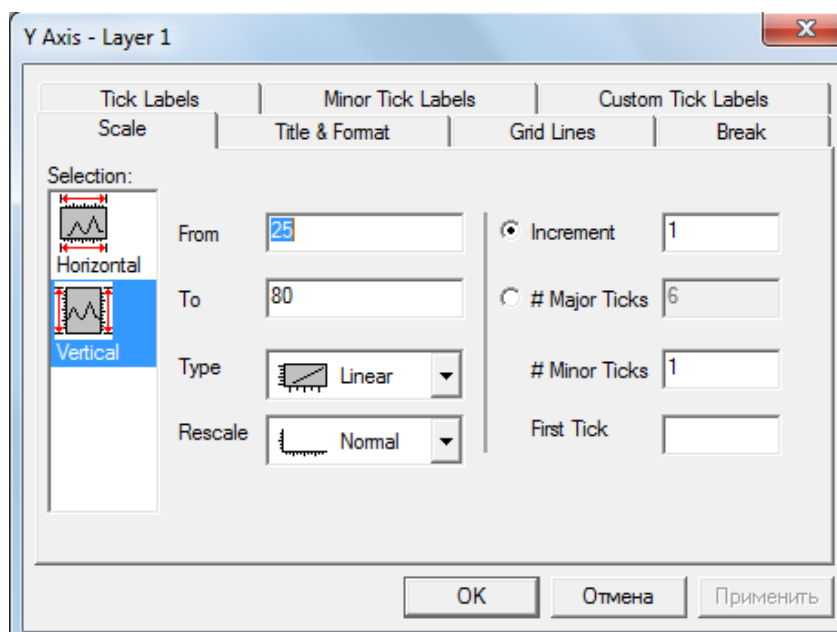 Y Axis - Layer 1
Tick Labels Minor Tick Labels Custom Tick Labels
Scale Title & Format Grid Lines Break
Selection:
Horizontal
Vertical
From 25
To 80
Type Linear
Rescale Normal
Increment 1
# Major Ticks 6
# Minor Ticks 1
First Tick
OK Отмена Применить